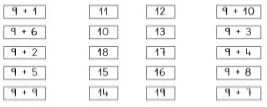 9 + 1 11 12 9 + 10
9 + 6 10 13 9 + 3
9 + 2 18 17 9 + 4
9 + 5 15 16 9 + 8
9 + 9 14 19 9 + 7